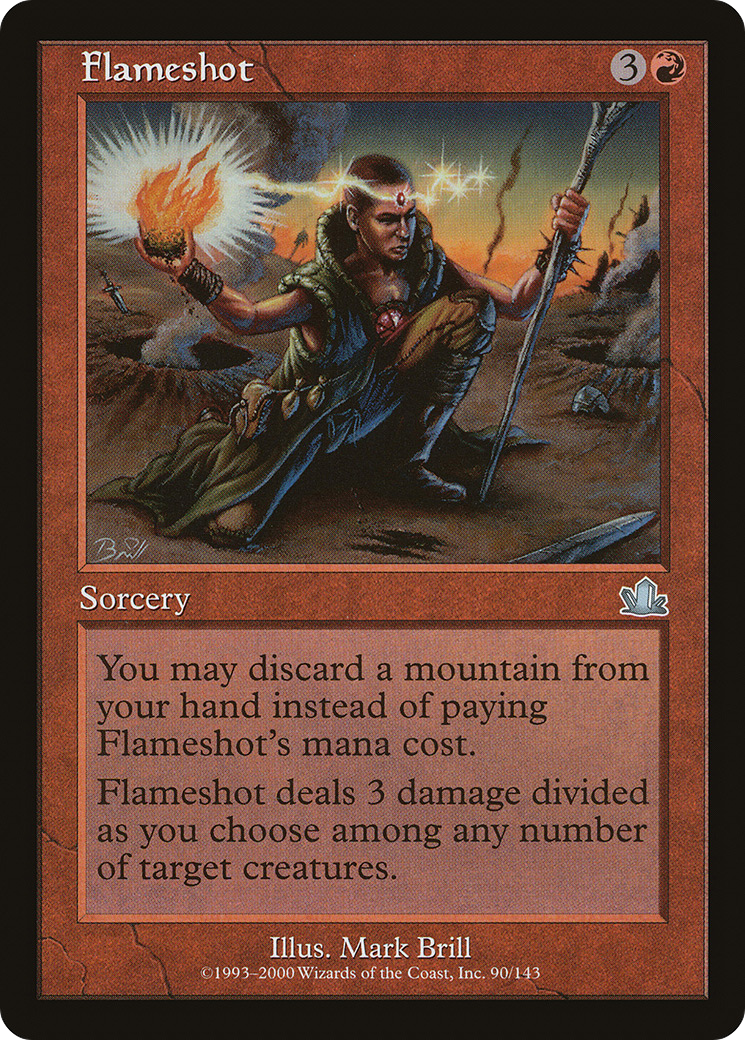 Flameshot
3
Brill
Sorcery
You may discard a mountain from
your hand instead of paying
Flameshot's mana cost.
Flameshot deals 3 damage divided
as you choose among any number
of target creatures.
Illus. Mark Brill
©1993–2000 Wizards of the Coast, Inc. 90/143